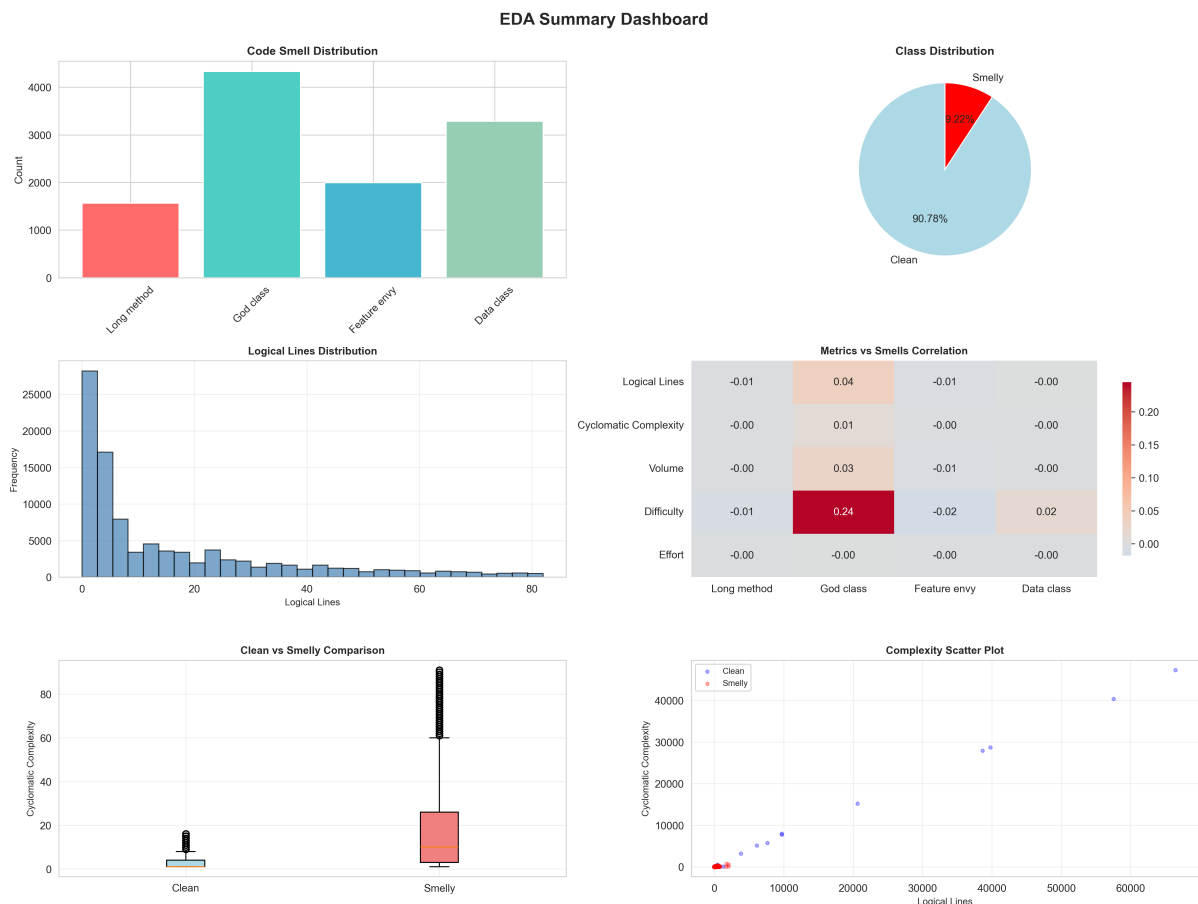 EDA Summary Dashboard
Code Smell Distribution
Count
4000
3000
2000
1000
0
Long method
God class
Feature envy
Data class
Class Distribution
Smelly
9.22%
90.78%
Clean
Logical Lines Distribution
Frequency
25000
20000
15000
10000
5000
0
0 20 40 60 80
Logical Lines
Metrics vs Smells Correlation
Logical Lines -0.01 0.04 -0.01 -0.00
Cyclomatic Complexity -0.00 0.01 -0.00 -0.00
Volume -0.00 0.03 -0.01 -0.00
Difficulty -0.01 0.24 -0.02 0.02
Effort -0.00 -0.00 -0.00 -0.00
Long method God class Feature envy Data class
0.20
0.15
0.10
0.05
0.00
Clean vs Smelly Comparison
Cyclomatic Complexity
80
60
40
20
0
Clean Smelly
Complexity Scatter Plot
Clean
Smelly
Cyclomatic Complexity
40000
30000
20000
10000
0
0 10000 20000 30000 40000 50000 60000
Logical Lines